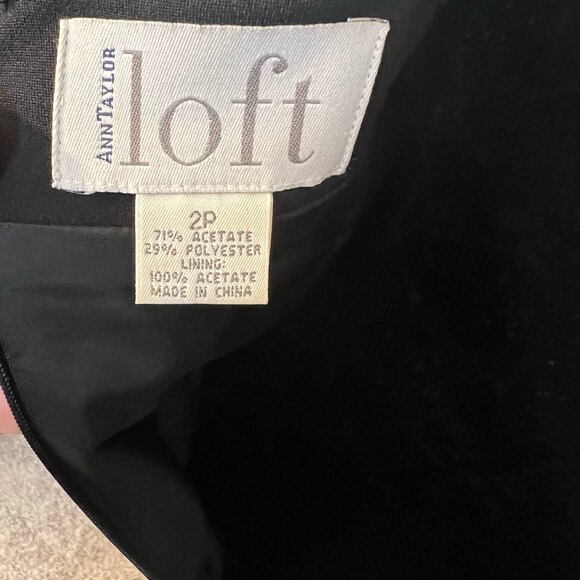 ANN TAYLOR
loft
2P
71% ACETATE
29% POLYESTER
LINING:
100% ACETATE
MADE IN CHINA